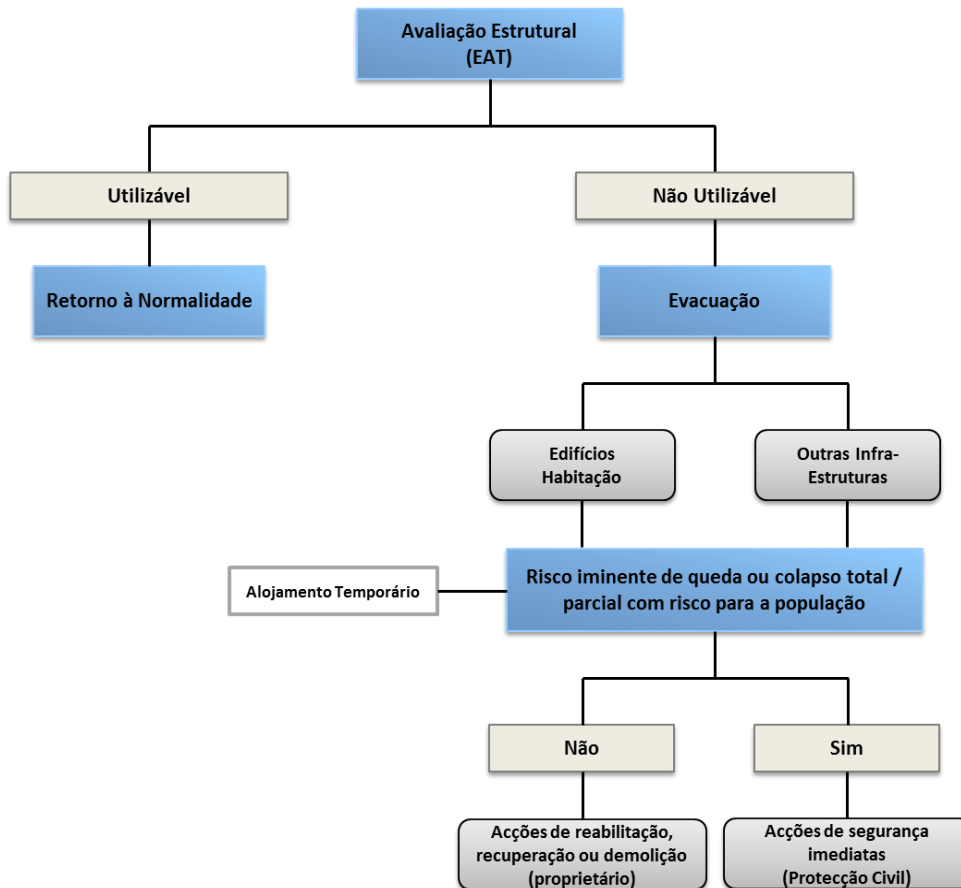 Avaliação Estrutural
(EAT)
Utilizável
Não Utilizável
Retorno à Normalidade
Evacuação
Edifícios
Habitação
Outras Infra-
Estruturas
Alojamento Temporário
Risco iminente de queda ou colapso total /
parcial com risco para a população
Não
Sim
Acções de reabilitação,
recuperação ou demolição
(proprietário)
Acções de segurança
imediatas
(Protecção Civil)